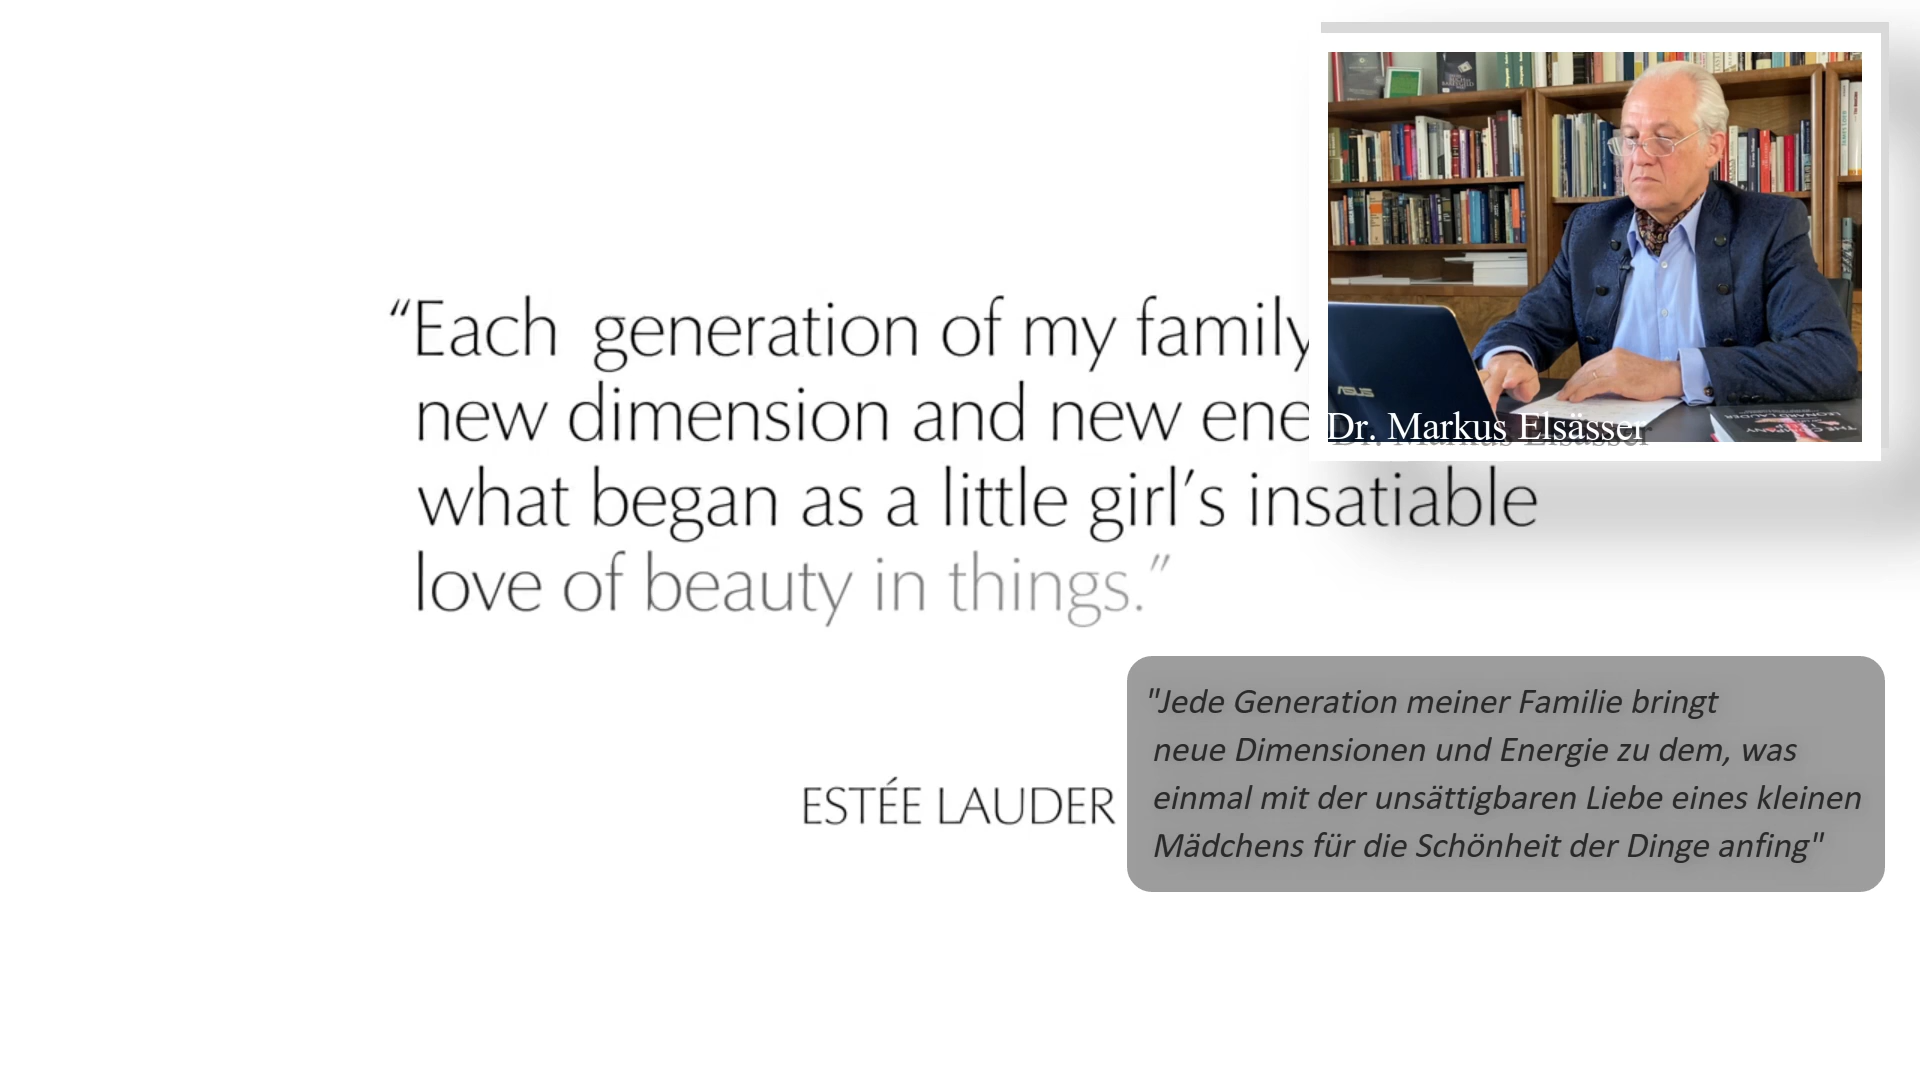 “Each generation of my family
new dimension and new ene
what began as a little girl’s insatiable
love of beauty in things.”
ESTÉE LAUDER
ASUS
Dr. Markus Elsässer
"Jede Generation meiner Familie bringt
neue Dimensionen und Energie zu dem, was
einmal mit der unsättigbaren Liebe eines kleinen
Mädchens für die Schönheit der Dinge anfing"